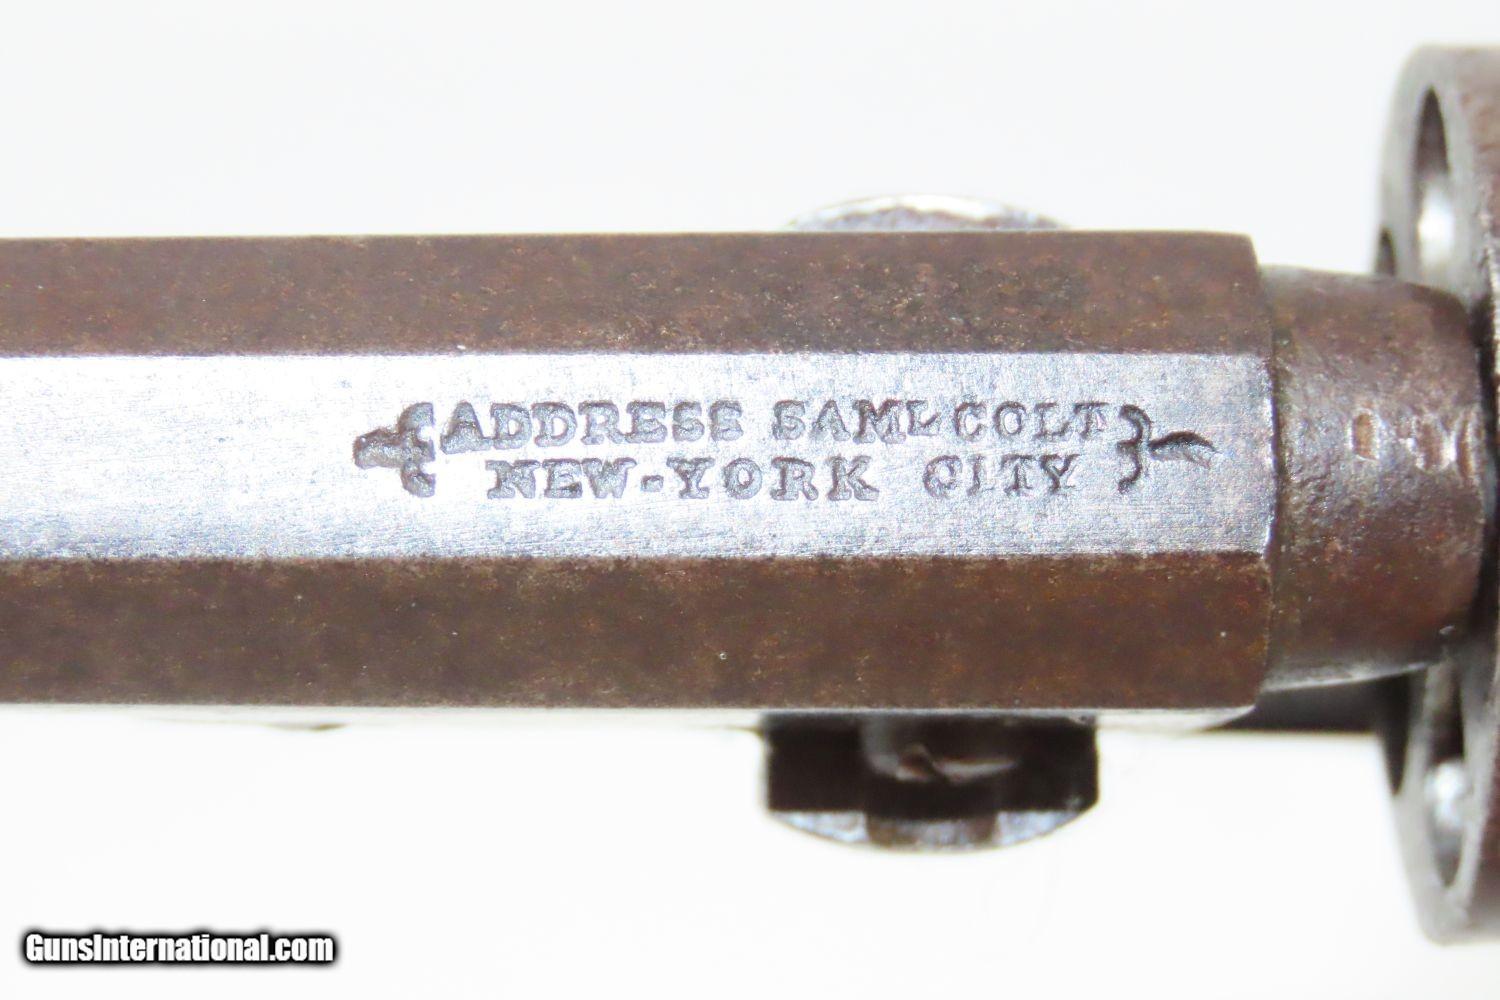 ADDRESS SAML COLT
NEW-YORK CITY
GunsInternational.com